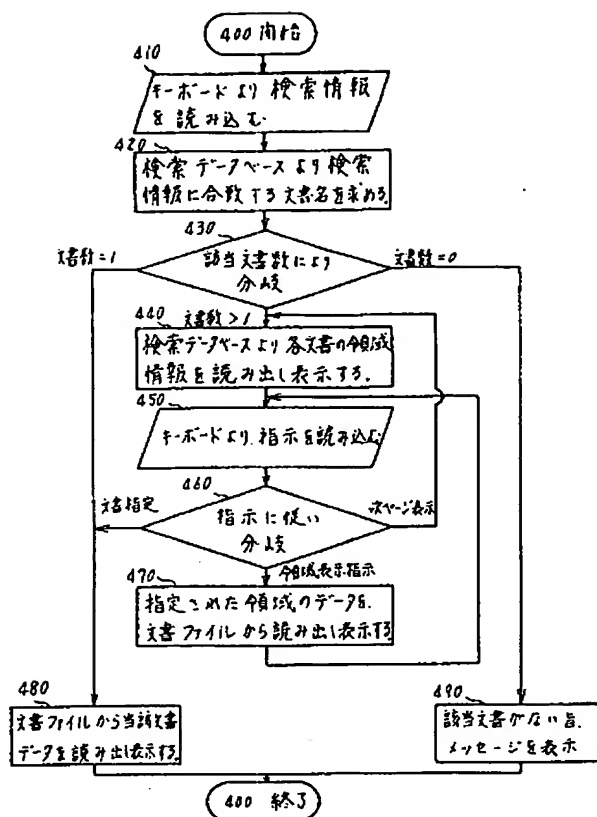 400 開始
410
キーボードより検索情報
を読み込む
420
検索データベースより検索
情報に合致する文書名を求める。
430
文書数=1
該当文書数により
分岐
文書数=0
440
文書数>1
検索データベースより各文書の領域
情報を読み出し表示する。
450
キーボードより指示を読み込む
460
文書指定
指示に従い
分岐
次ページ表示
領域表示指示
470
指定された領域のデータを、
文書ファイルから読み出し表示する
480
文書ファイルから当該文書
データを読み出し表示する。
490
該当文書がない旨、
メッセージを表示
400 終了